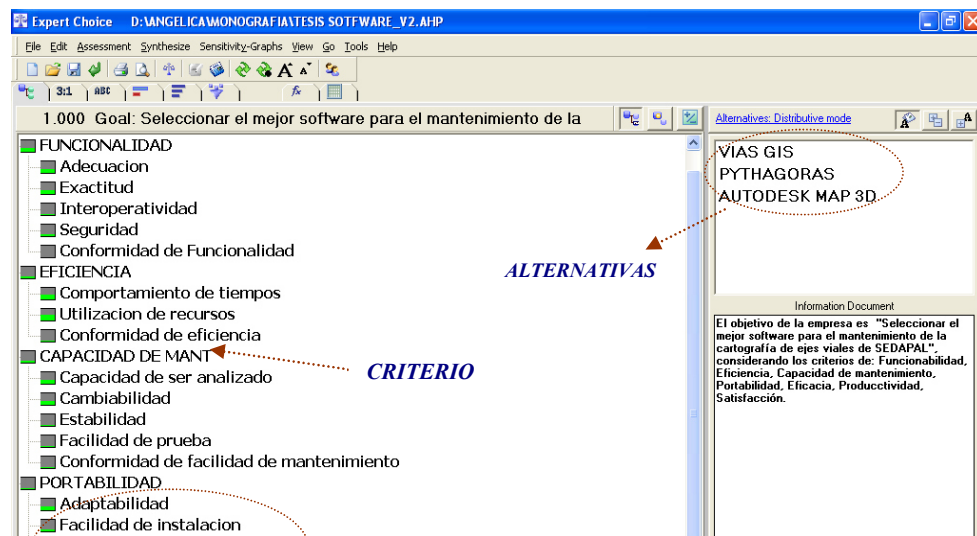 Expert Choice D:\ANGELICA\MONOGRAFIA\TESIS SOTFWARE_V2.AHP
File Edit Assessment Synthesize Sensitivity-Graphs View Go Tools Help
3:1 ABC fx
1.000 Goal: Seleccionar el mejor software para el mantenimiento de la
FUNCIONALIDAD
Adecuacion
Exactitud
Interoperatividad
Seguridad
Conformidad de Funcionalidad
EFICIENCIA
Comportamiento de tiempos
Utilizacion de recursos
Conformidad de eficiencia
CAPACIDAD DE MANT
Capacidad de ser analizado
Cambiabilidad
Estabilidad
Facilidad de prueba
Conformidad de facilidad de mantenimiento
PORTABILIDAD
Adaptabilidad
Facilidad de instalacion
ALTERNATIVAS
CRITERIO
Alternatives: Distributive mode
VIAS GIS
PYTHAGORAS
AUTODESK MAP 3D
Information Document
El objetivo de la empresa es "Seleccionar el
mejor software para el mantenimiento de la
cartografía de ejes viales de SEDAPAL",
considerando los criterios de: Funcionabilidad,
Eficiencia, Capacidad de mantenimiento,
Portabilidad, Eficacia, Producctividad,
Satisfacción.